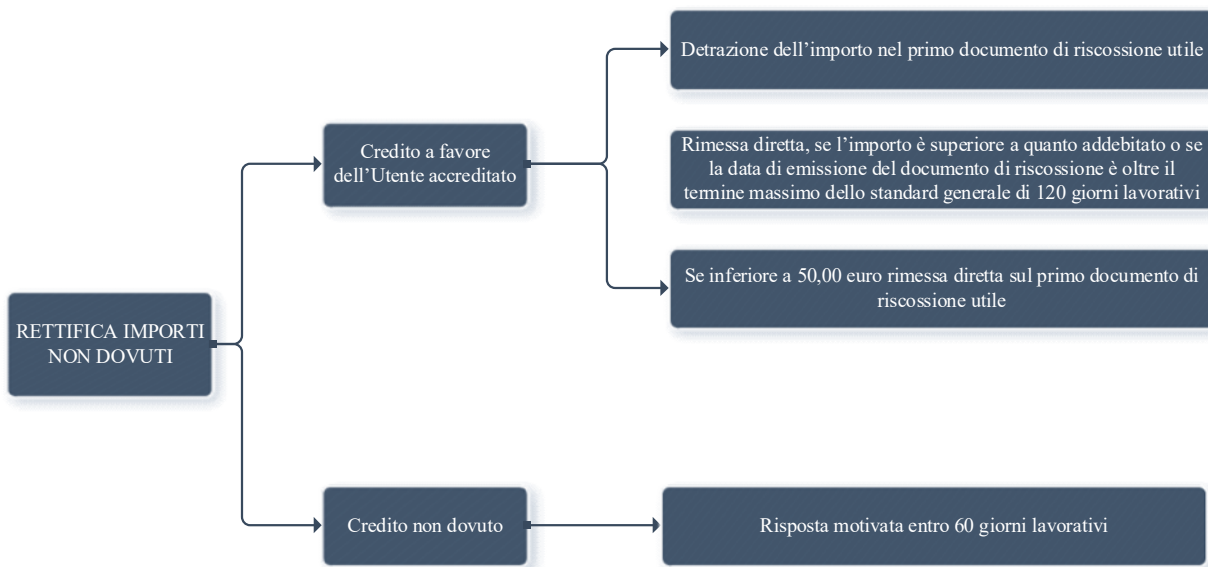 RETTIFICA IMPORTI
NON DOVUTI
Credito a favore
dell’Utente accreditato
Detrazione dell’importo nel primo documento di riscossione utile
Rimessa diretta, se l’importo è superiore a quanto addebitato o se
la data di emissione del documento di riscossione è oltre il
termine massimo dello standard generale di 120 giorni lavorativi
Se inferiore a 50,00 euro rimessa diretta sul primo documento di
riscossione utile
Credito non dovuto
Risposta motivata entro 60 giorni lavorativi